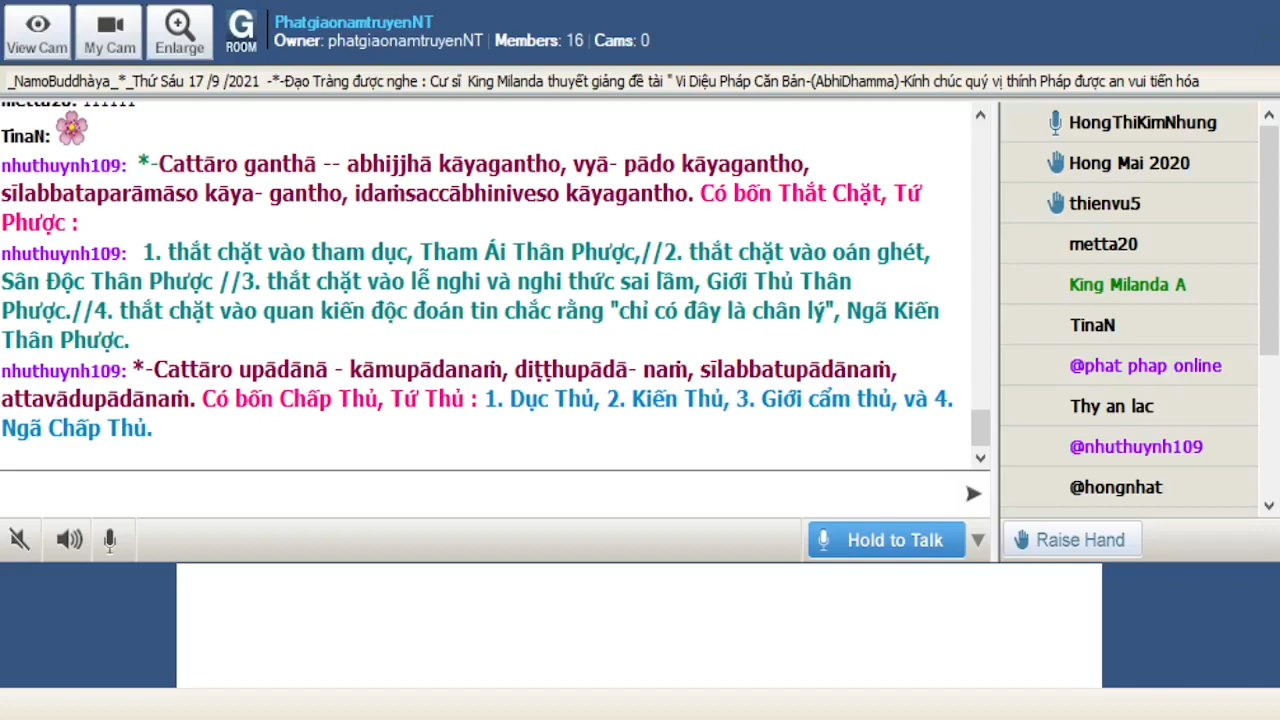 View Cam
My Cam
Enlarge
G
ROOM
PhatgiaonamtruyenNT
Owner: phatgiaonamtruyenNT | Members: 16 | Cams: 0
_NamoBuddhàya_*_Thứ Sáu 17 /9 /2021 -*-Đạo Tràng được nghe : Cư sĩ King Milanda thuyết giảng đề tài " Vi Diệu Pháp Căn Bản-(AbhiDhamma)-Kính chúc quý vị thính Pháp được an vui tiến hóa
metta20: 111111
TinaN:
nhuthuynh109: *-Cattāro ganthā -- abhijjhā kāyagantho, vyā- pādo kāyagantho,
sīlabbataparāmāso kāya- gantho, idaṁsaccābhiniveso kāyagantho. Có bốn Thắt Chặt, Tứ
Phược :
nhuthuynh109: 1. thắt chặt vào tham dục, Tham Ái Thân Phược,//2. thắt chặt vào oán ghét,
Sân Độc Thân Phược //3. thắt chặt vào lễ nghi và nghi thức sai lầm, Giới Thủ Thân
Phược.//4. thắt chặt vào quan kiến độc đoán tin chắc rằng "chỉ có đây là chân lý", Ngã Kiến
Thân Phược.
nhuthuynh109: *-Cattāro upādānā - kāmupādanaṁ, diṭṭhupādā- naṁ, sīlabbatupādānaṁ,
attavādupādānaṁ. Có bốn Chấp Thủ, Tứ Thủ : 1. Dục Thủ, 2. Kiến Thủ, 3. Giới cấm thủ, và 4.
Ngã Chấp Thủ.
HongThiKimNhung
Hong Mai 2020
thienvu5
metta20
King Milanda A
TinaN
@phat phap online
Thy an lac
@nhuthuynh109
@hongnhat
Hold to Talk
Raise Hand